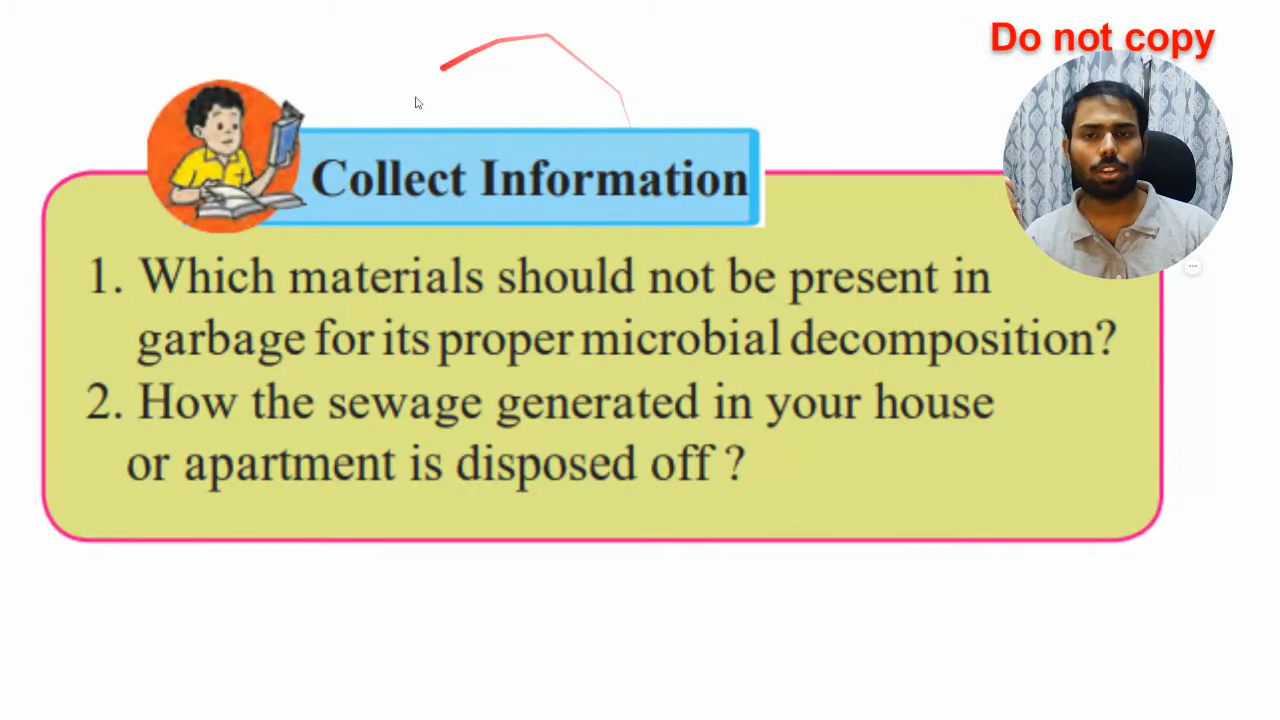 Do not copy
Collect Information
1. Which materials should not be present in
garbage for its proper microbial decomposition?
2. How the sewage generated in your house
or apartment is disposed off ?